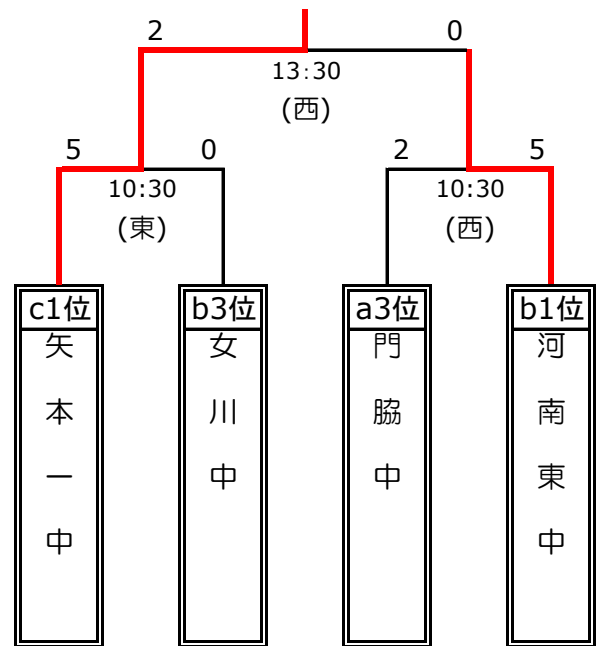 2 0
13:30
(西)
5 0 2 5
10:30 10:30
(東) (西)
c1位 b3位 a3位 b1位
矢本一中
女川中
門脇中
河南東中